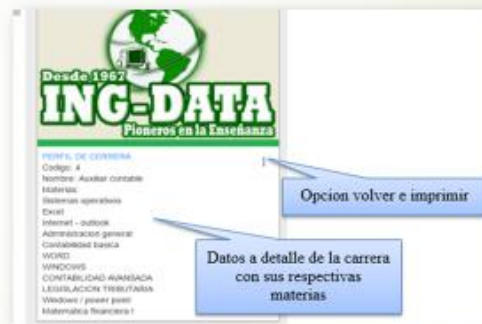 Desde 1967
ING-DATA
Pioneros en la Enseñanza
PERFIL DE CERRERA
Codigo: 4
Nombre: Auxiliar contable
Materias:
Sistemas operativos
Excel
Internet - outlook
Administracion general
Contabilidad basica
WORD
WINDOWS
CONTABILIDAD AVANSADA
LEGISLACION TRIBUTARIA
Windows / power point
Matematica financiera I
Opcion volver e imprimir
Datos a detalle de la carrera
con sus respectivas
materias